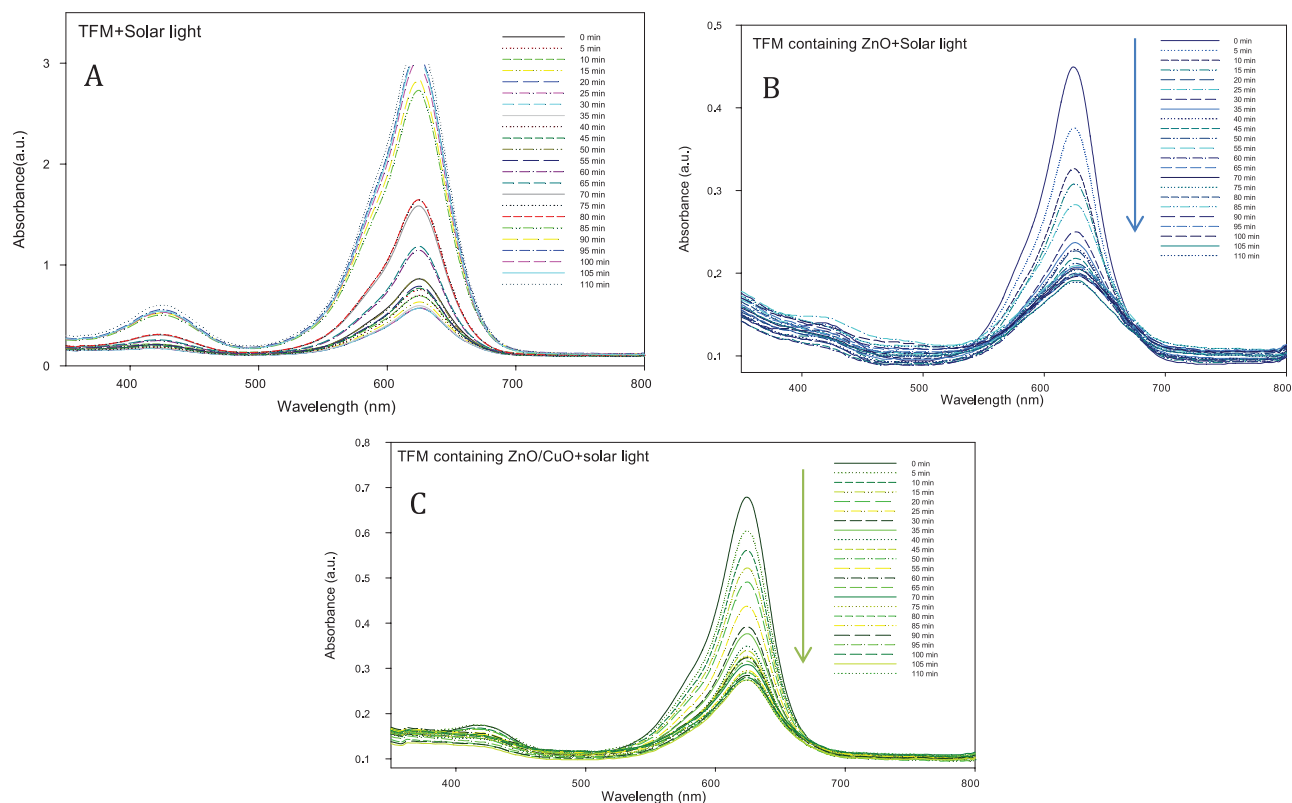 TFM+Solar light
A
Absorbance(a.u.)
3
2
1
0
400
500
600
700
800
Wavelength (nm)
0 min
5 min
10 min
15 min
20 min
25 min
30 min
35 min
40 min
45 min
50 min
55 min
60 min
65 min
70 min
75 min
80 min
85 min
90 min
95 min
100 min
105 min
110 min
TFM containing ZnO+Solar light
B
Absorbance (a.u.)
0.5
0.4
0.3
0.2
0.1
400
500
600
700
800
Wavelength (nm)
0 min
5 min
10 min
15 min
20 min
25 min
30 min
35 min
40 min
45 min
50 min
55 min
60 min
65 min
70 min
75 min
80 min
85 min
90 min
95 min
100 min
105 min
110 min
TFM containing ZnO/CuO+solar light
C
Absorbance (a.u.)
0.8
0.7
0.6
0.5
0.4
0.3
0.2
0.1
400
500
600
700
800
Wavelength (nm)
0 min
5 min
10 min
15 min
20 min
25 min
30 min
35 min
40 min
45 min
50 min
55 min
60 min
65 min
70 min
75 min
80 min
85 min
90 min
95 min
100 min
105 min
110 min